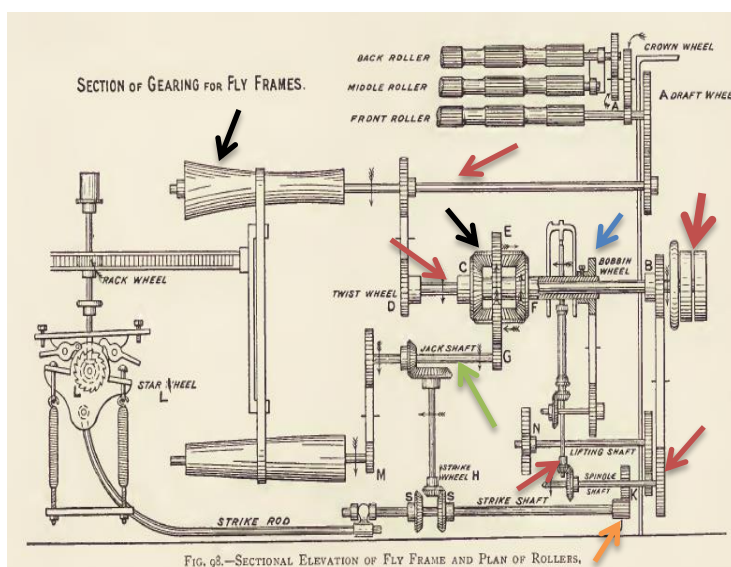 BACK ROLLER
CROWN WHEEL
SECTION OF GEARING FOR FLY FRAMES.
MIDDLE ROLLER
A
A DRAFT WHEEL
FRONT ROLLER
E
C
BOBBIN
WHEEL
B
RACK WHEEL
TWIST WHEEL
D
F
JACK SHAFT
G
L
STAR WHEEL
L
N
LIFTING SHAFT
M
STRIKE
WHEEL H
SPINDLE
SHAFT
K
S
S
STRIKE SHAFT
STRIKE ROD
FIG. 98.—SECTIONAL ELEVATION OF FLY FRAME AND PLAN OF ROLLERS,